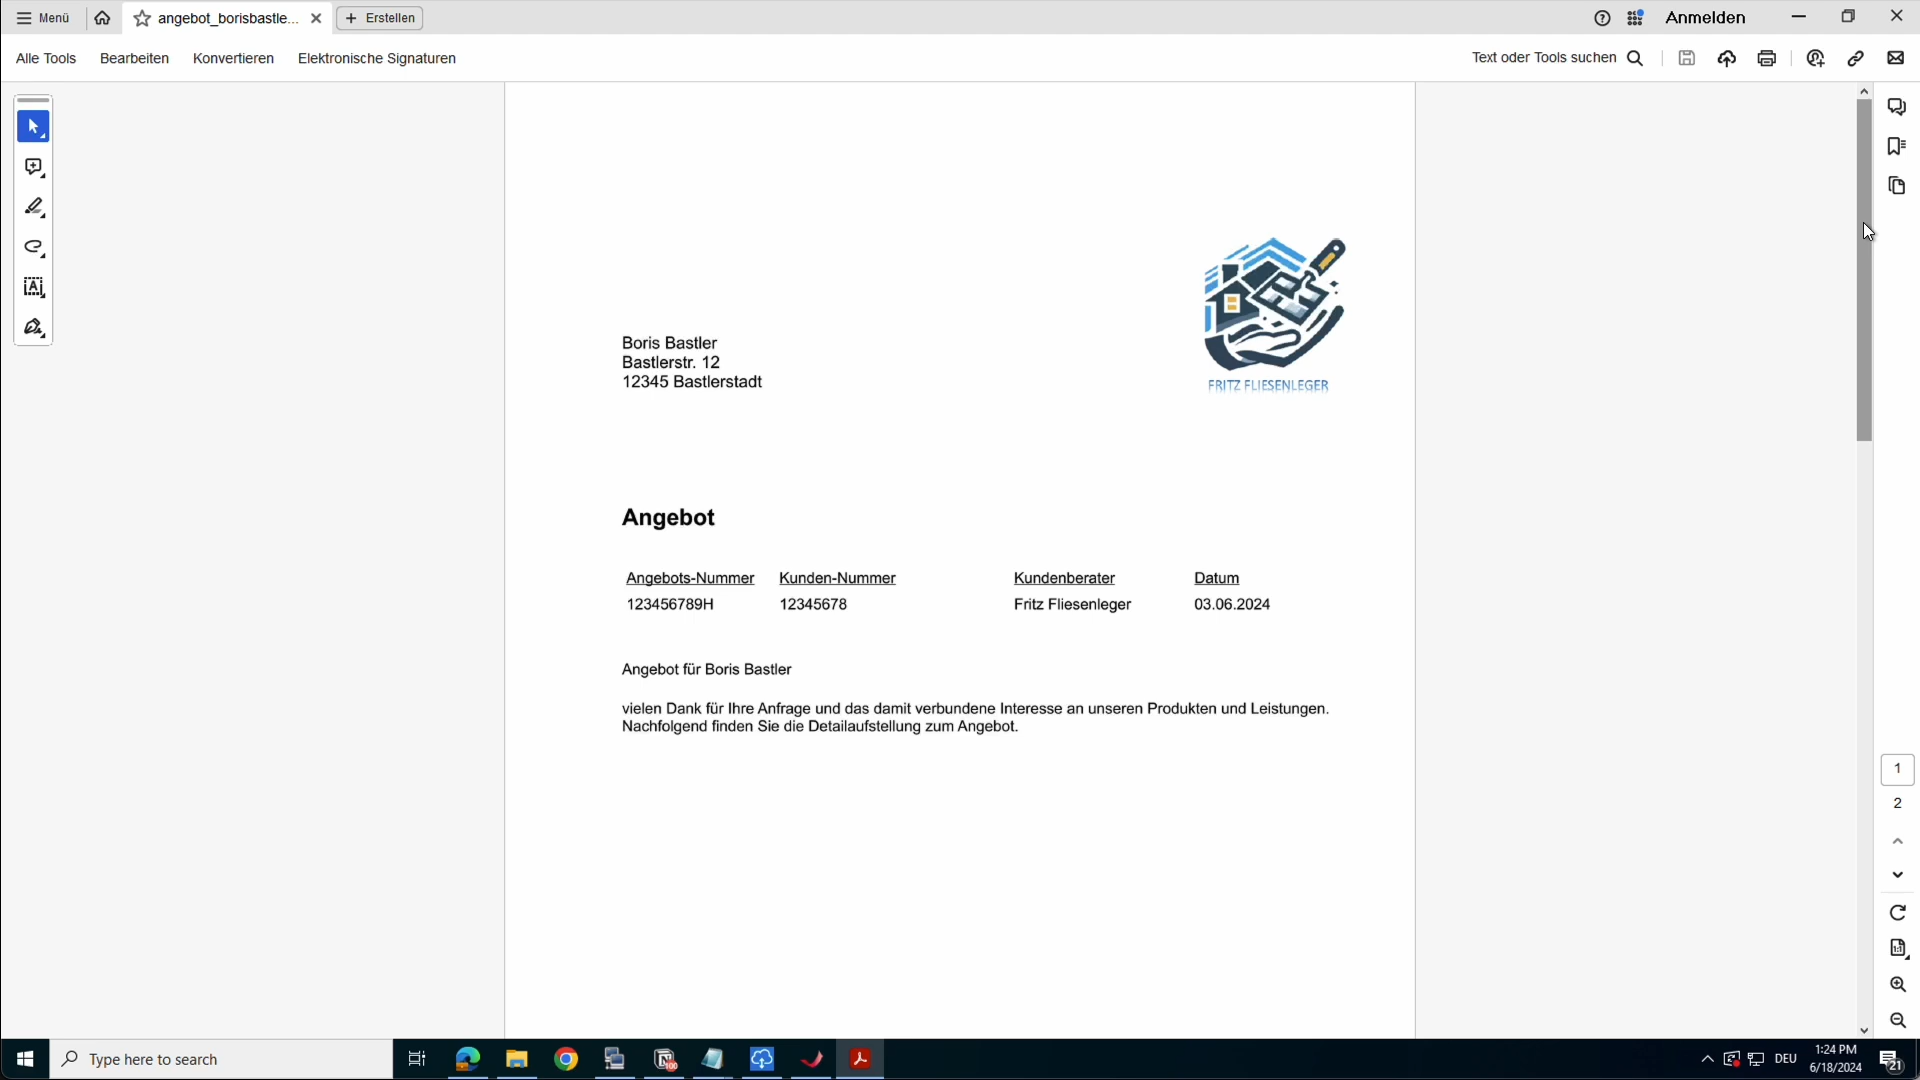 Menü
angebot_borisbastle...
Erstellen
Anmelden
Alle Tools
Bearbeiten
Konvertieren
Elektronische Signaturen
Text oder Tools suchen
FRITZ FLIESENLEGER
Boris Bastler
Bastlerstr. 12
12345 Bastlerstadt
Angebot
Angebots-Nummer Kunden-Nummer Kundenberater Datum
123456789H 12345678 Fritz Fliesenleger 03.06.2024
Angebot für Boris Bastler
vielen Dank für Ihre Anfrage und das damit verbundene Interesse an unseren Produkten und Leistungen.
Nachfolgend finden Sie die Detailaufstellung zum Angebot.
1
2
Type here to search
DEU
1:24 PM
6/18/2024
21